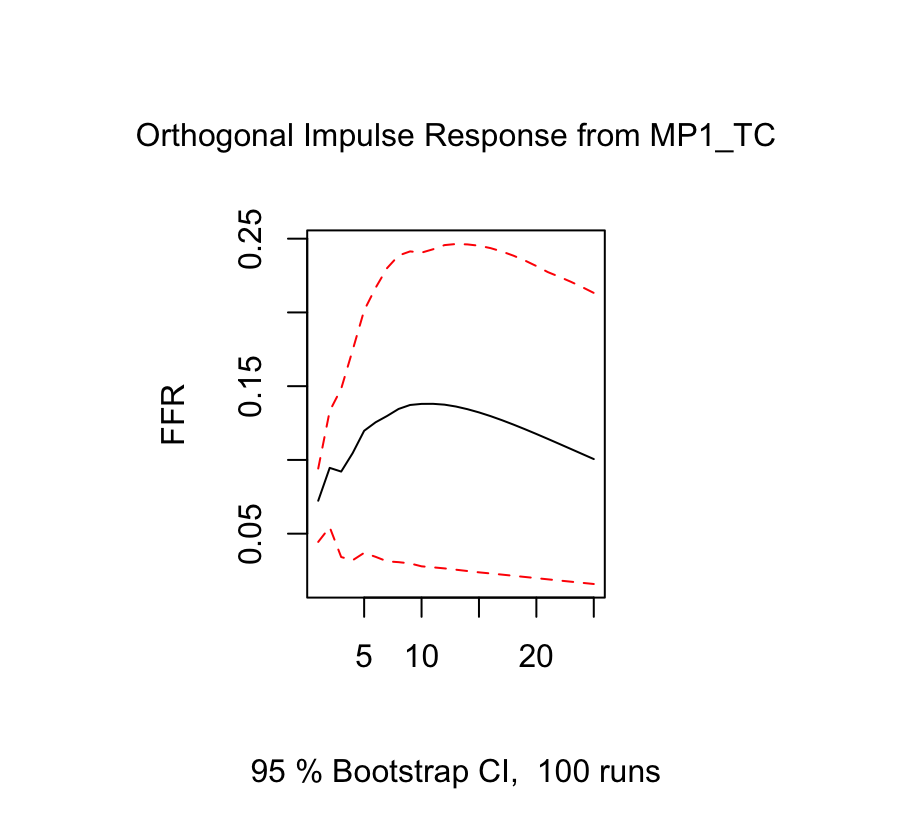 Orthogonal Impulse Response from MP1_TC
0.25
0.15
0.05
FFR
5 10 20
95 % Bootstrap CI,  100 runs